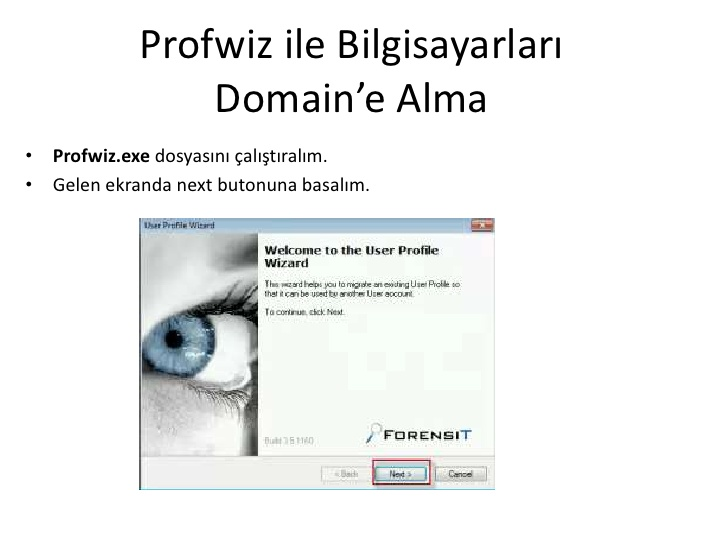 Profwiz ile Bilgisayarları
Domain’e Alma
• Profwiz.exe dosyasını çalıştıralım.
• Gelen ekranda next butonuna basalım.
User Profile Wizard
Welcome to the User Profile
Wizard
This wizard helps you to migrate an existing User Profile so
that it can be used by another User account.
To continue, click Next.
FORENSIT
Build 3.5.1160
< Back
Next >
Cancel